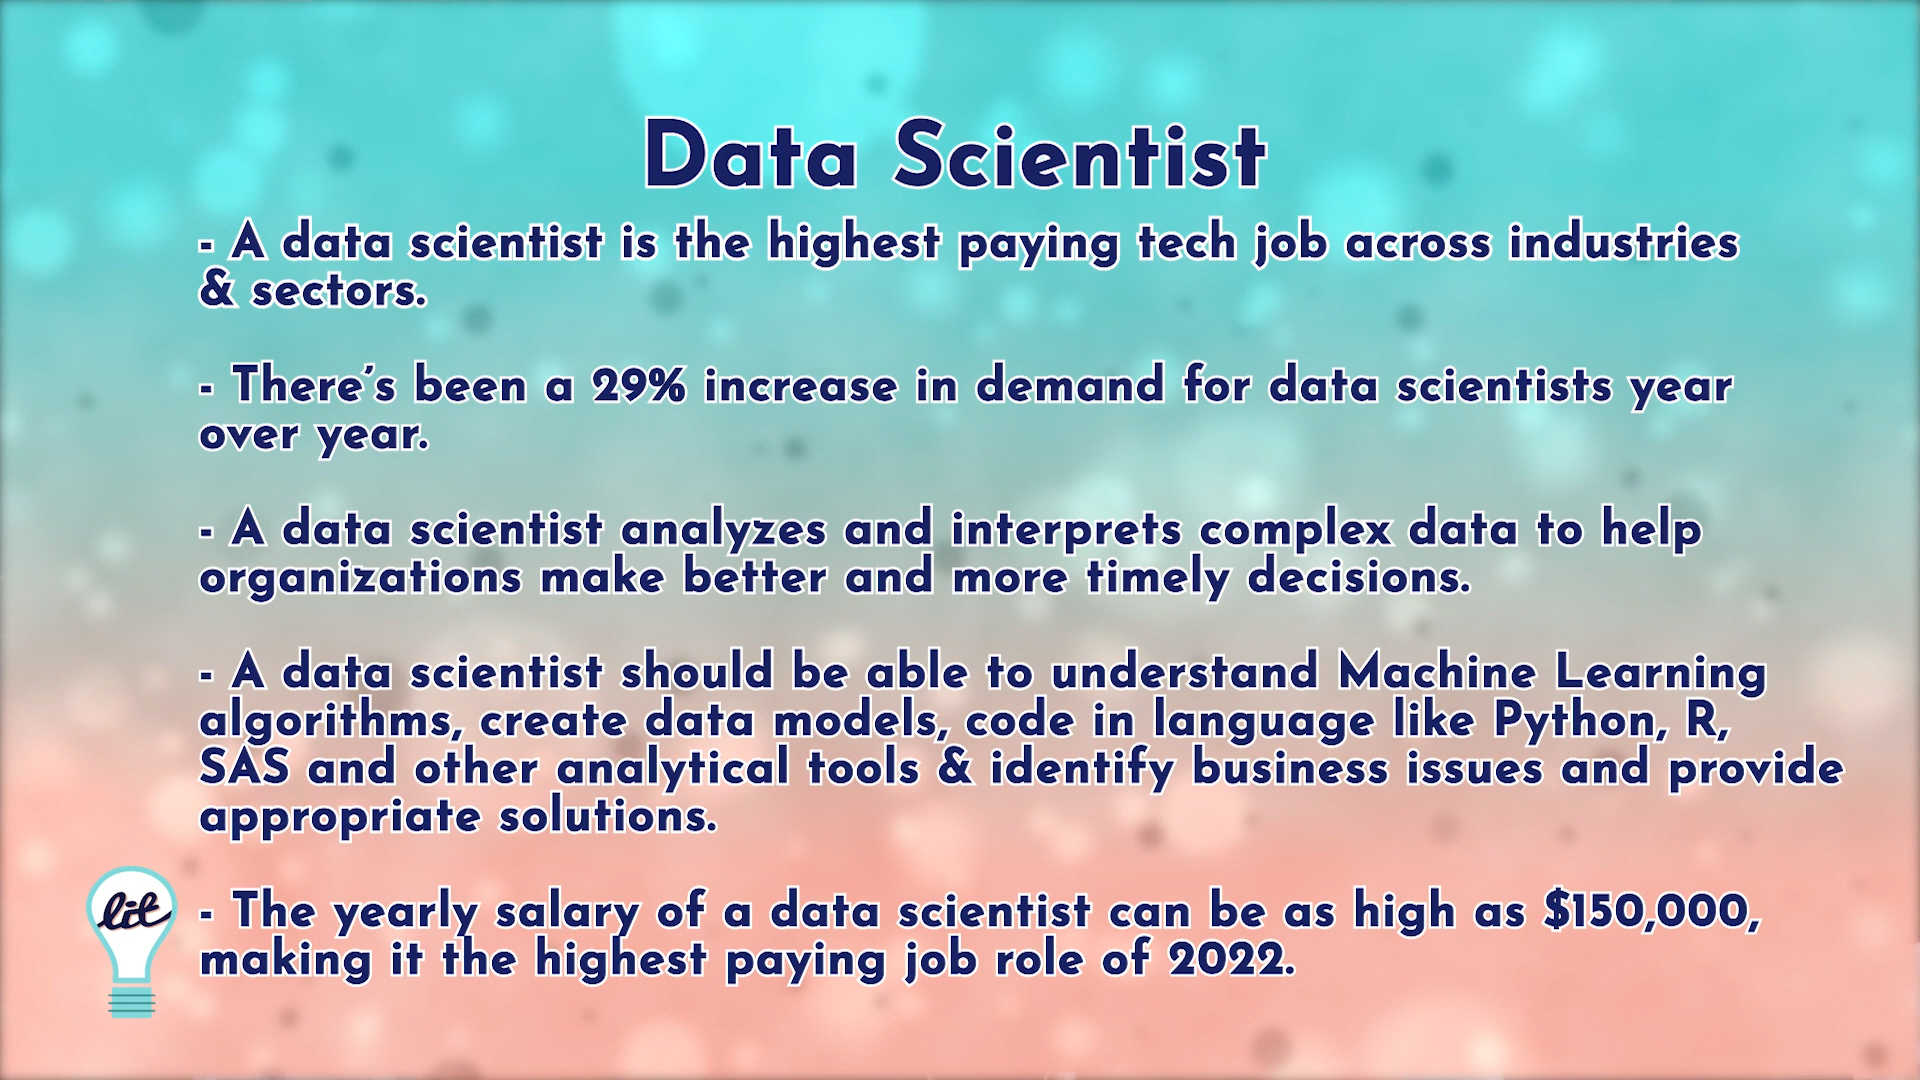 Data Scientist
- A data scientist is the highest paying tech job across industries
& sectors.
- There's been a 29% increase in demand for data scientists year
over year.
- A data scientist analyzes and interprets complex data to help
organizations make better and more timely decisions.
- A data scientist should be able to understand Machine Learning
algorithms, create data models, code in language like Python, R,
SAS and other analytical tools & identify business issues and provide
appropriate solutions.
lit
- The yearly salary of a data scientist can be as high as $150,000,
making it the highest paying job role of 2022.